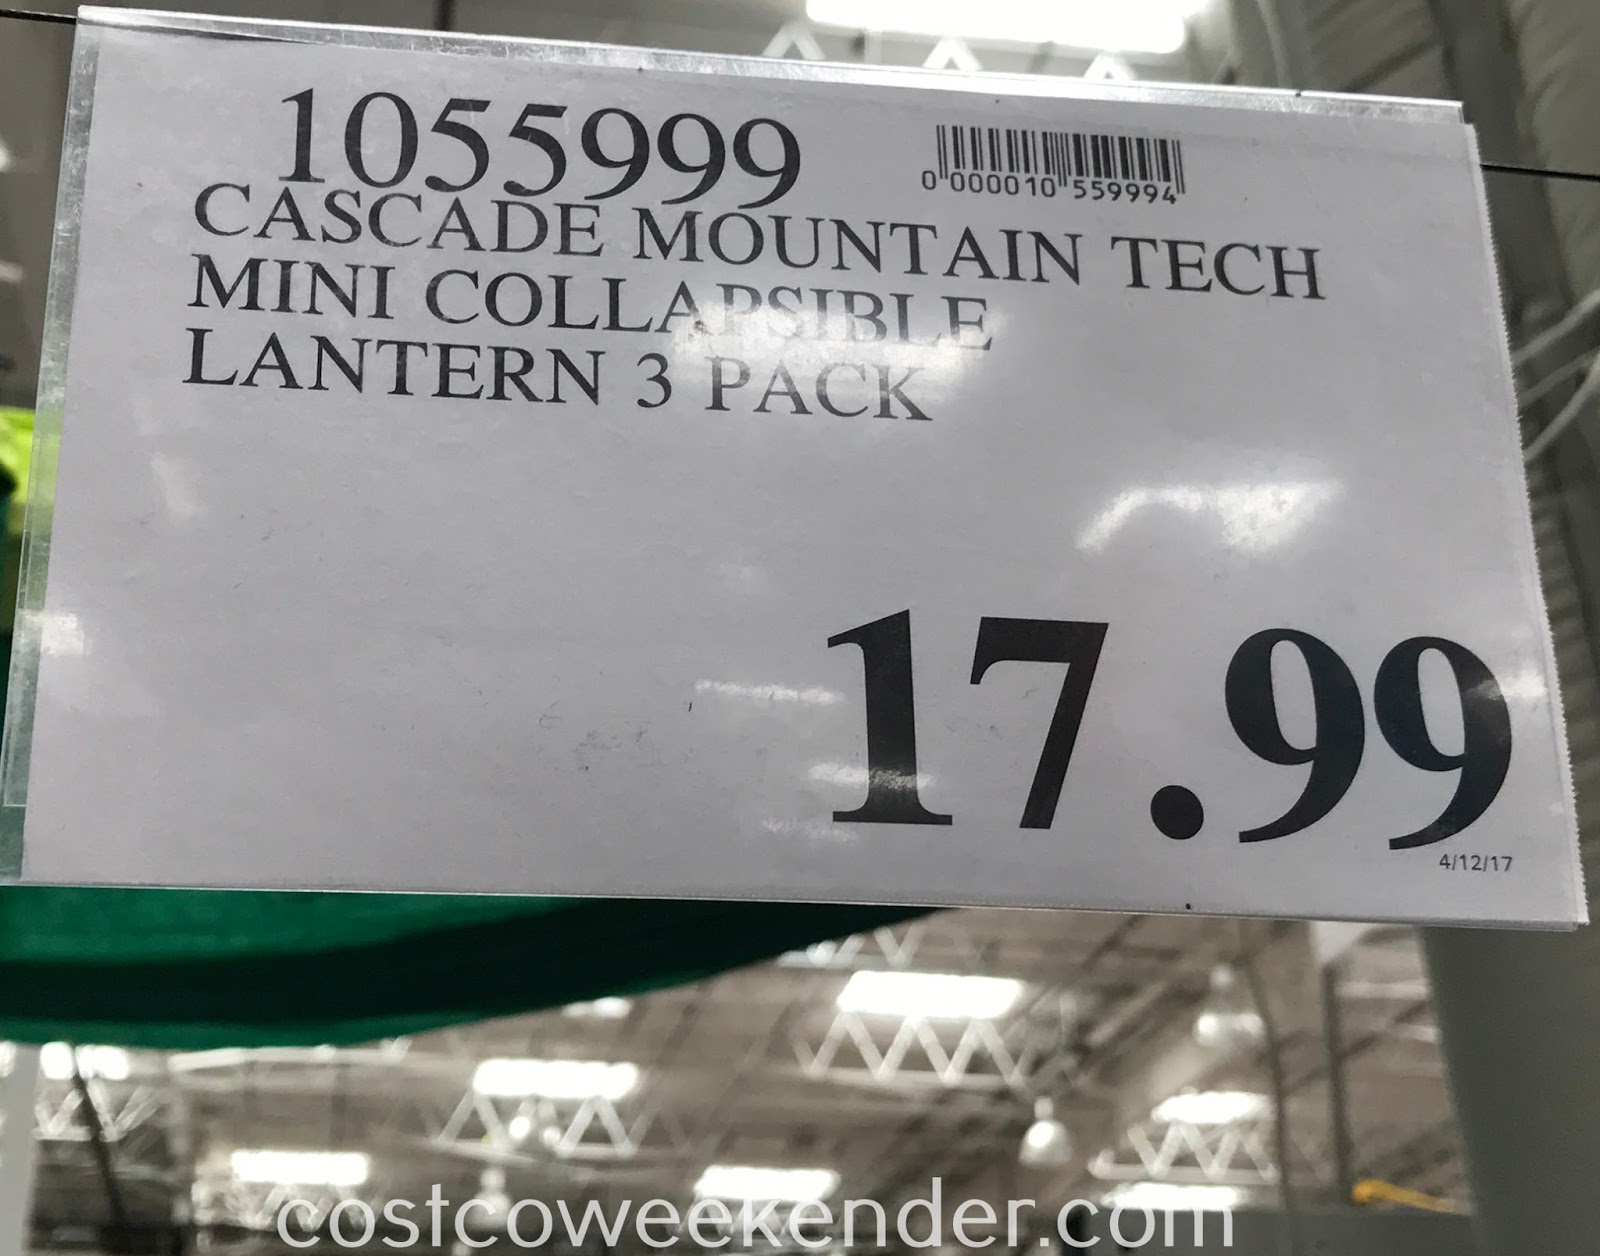 1055999
0 000010 559994
CASCADE MOUNTAIN TECH
MINI COLLAPSIBLE
LANTERN 3 PACK
17.99
4/12/17
costcoweekender.com